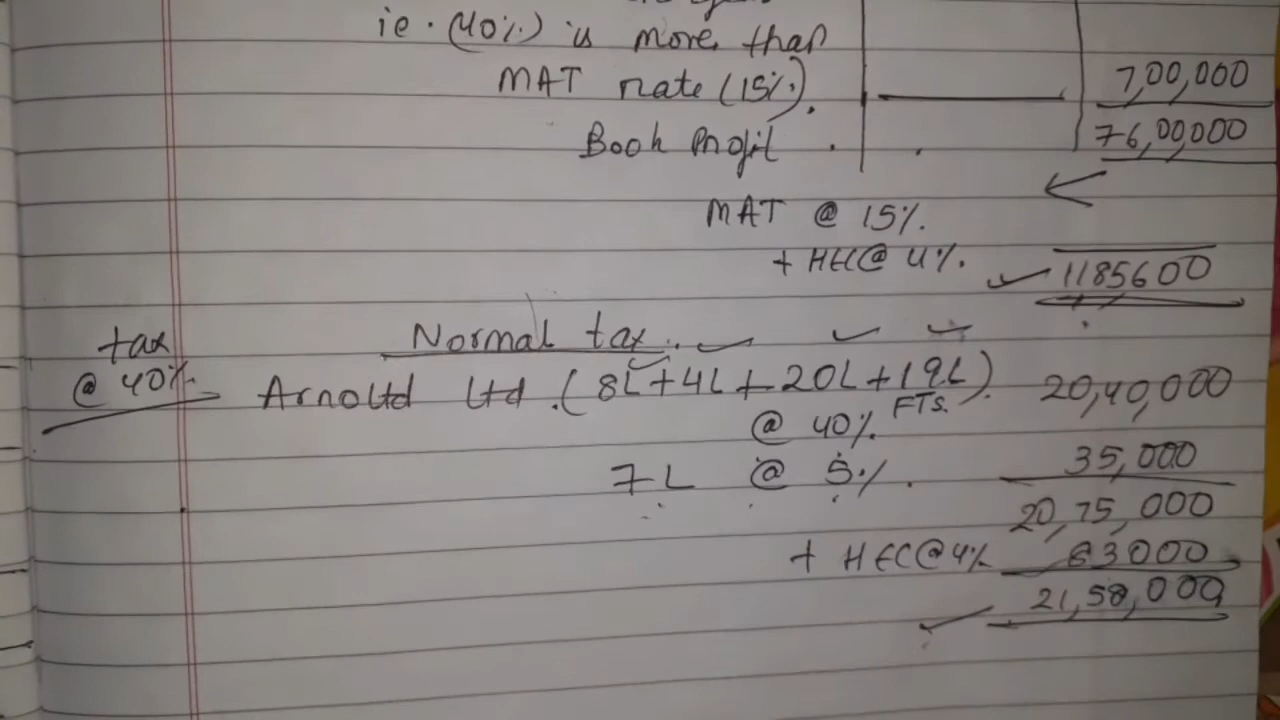 ie. (40%) is more than
MAT rate (15%). 7,00,000
Book Profit 76,00,000
MAT @ 15%.
+ HEC@ 4%. 1185600
Normal tax
tax
@ 40% Arnoltd Ltd. (8L+4L+20L+19L) 20,40,000
@ 40% FTS.
7L @ 5%. 35,000
20,75,000
+ HEC@4% 83000
21,58,000